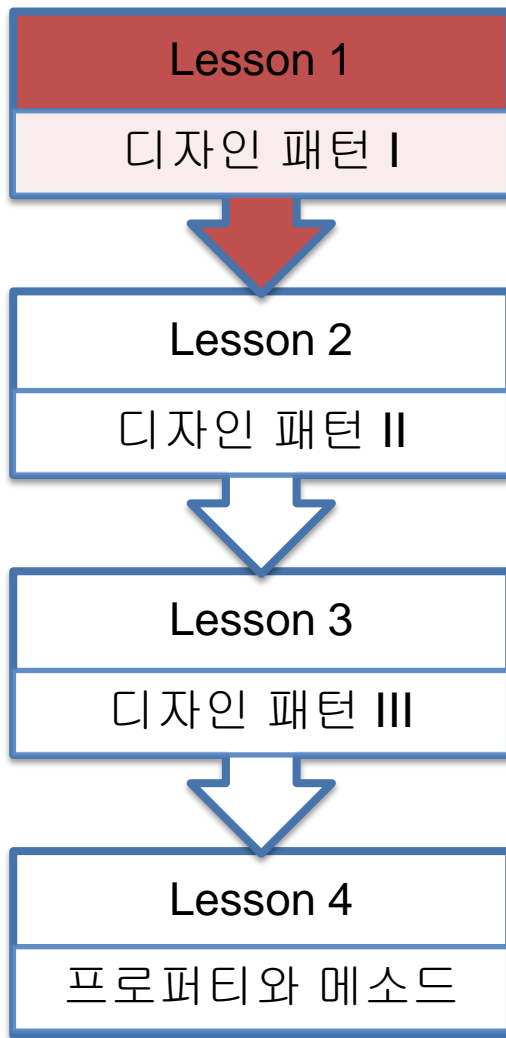 Lesson 1
디자인 패턴 I
Lesson 2
디자인 패턴 II
Lesson 3
디자인 패턴 III
Lesson 4
프로퍼티와 메소드